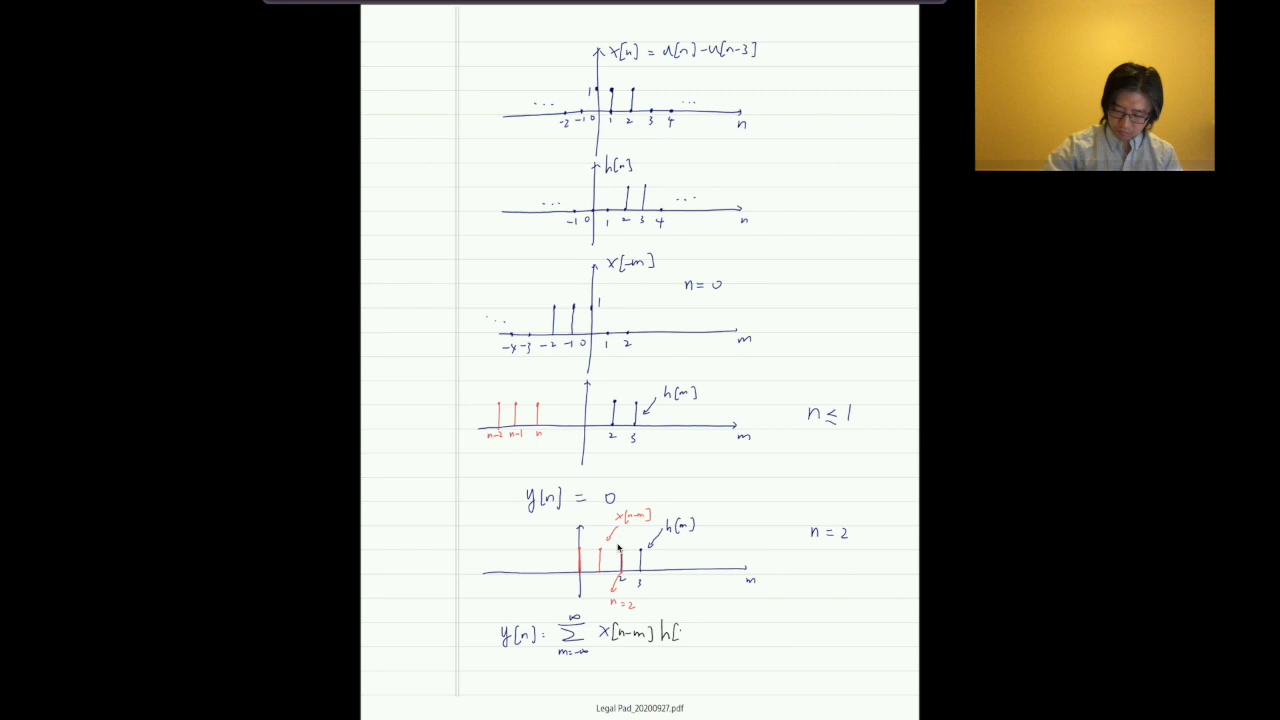 x[n] = u[n]-u[n-3]
1
... -2 -1 0 1 2 3 4 ... n
h[n]
... -1 0 1 2 3 4 ... n
x[-m]
n = 0
1
... -4 -3 -2 -1 0 1 2 m
h[m]
n ≤ 1
n-2 n-1 n 2 3 m
y[n] = 0
x[n-m]
h[m]
n = 2
2 3 m
n = 2
y[n] = ∑ x[n-m] h[
∞
m=-∞
Legal Pad_20200927.pdf